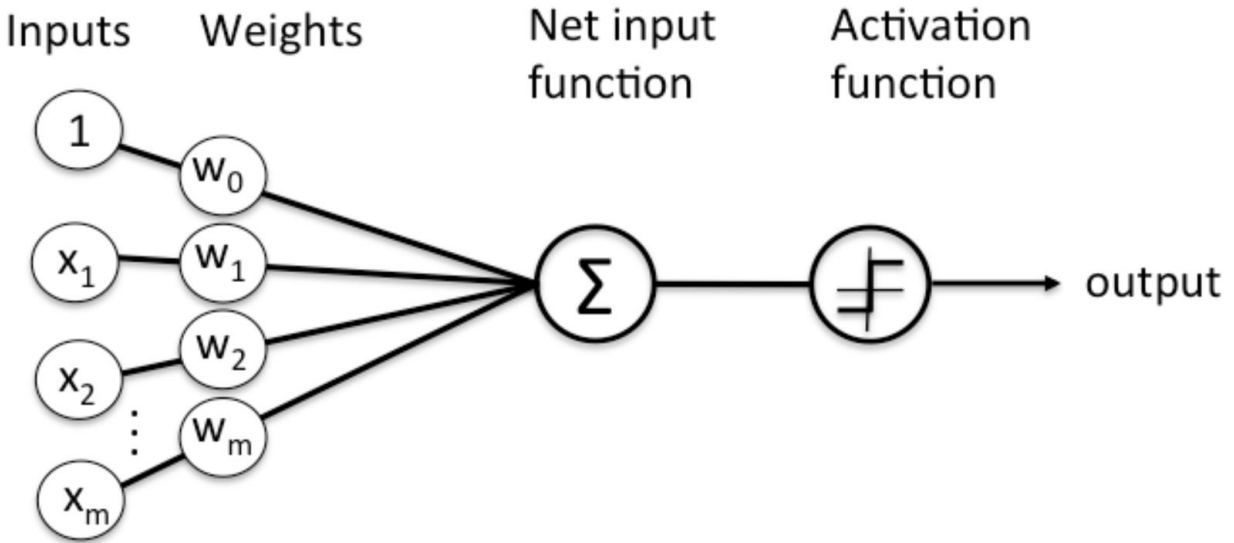 Inputs
Weights
Net input
function
Activation
function
1
w₀
x₁
w₁
x₂
w₂
⋮
xₘ
wₘ
Σ
output